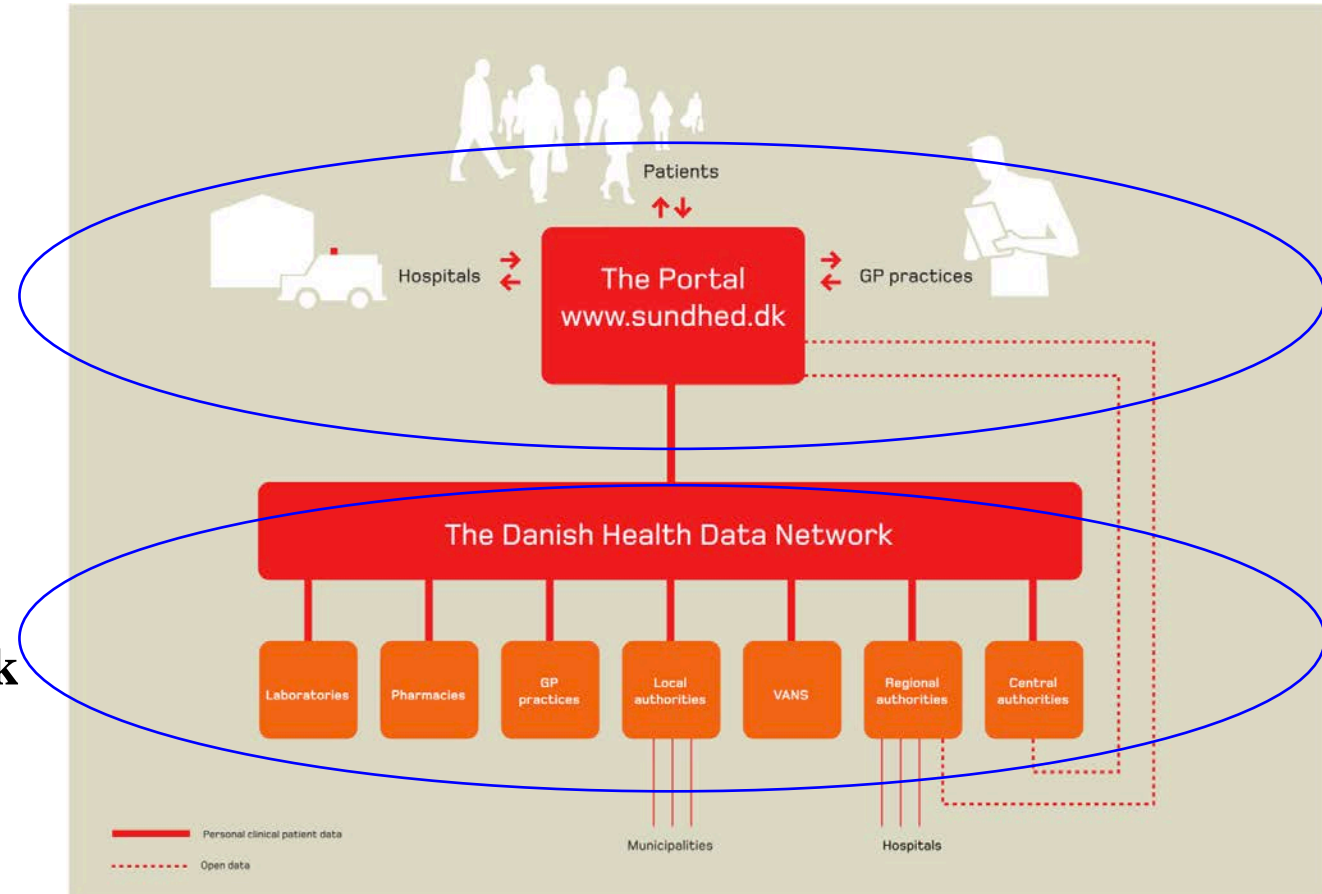 Patients
Hospitals
The Portal
www.sundhed.dk
GP practices
The Danish Health Data Network
Laboratories
Pharmacies
GP
practices
Local
authorities
VANS
Regional
authorities
Central
authorities
Municipalities
Hospitals
Personal clinical patient data
Open data